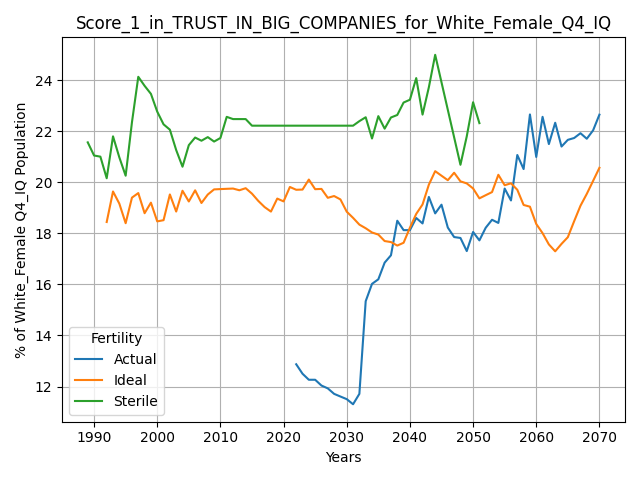 Score_1_in_TRUST_IN_BIG_COMPANIES_for_White_Female_Q4_IQ
% of White_Female Q4_IQ Population
24
22
20
18
16
14
12
Fertility
Actual
Ideal
Sterile
1990 2000 2010 2020 2030 2040 2050 2060 2070
Years